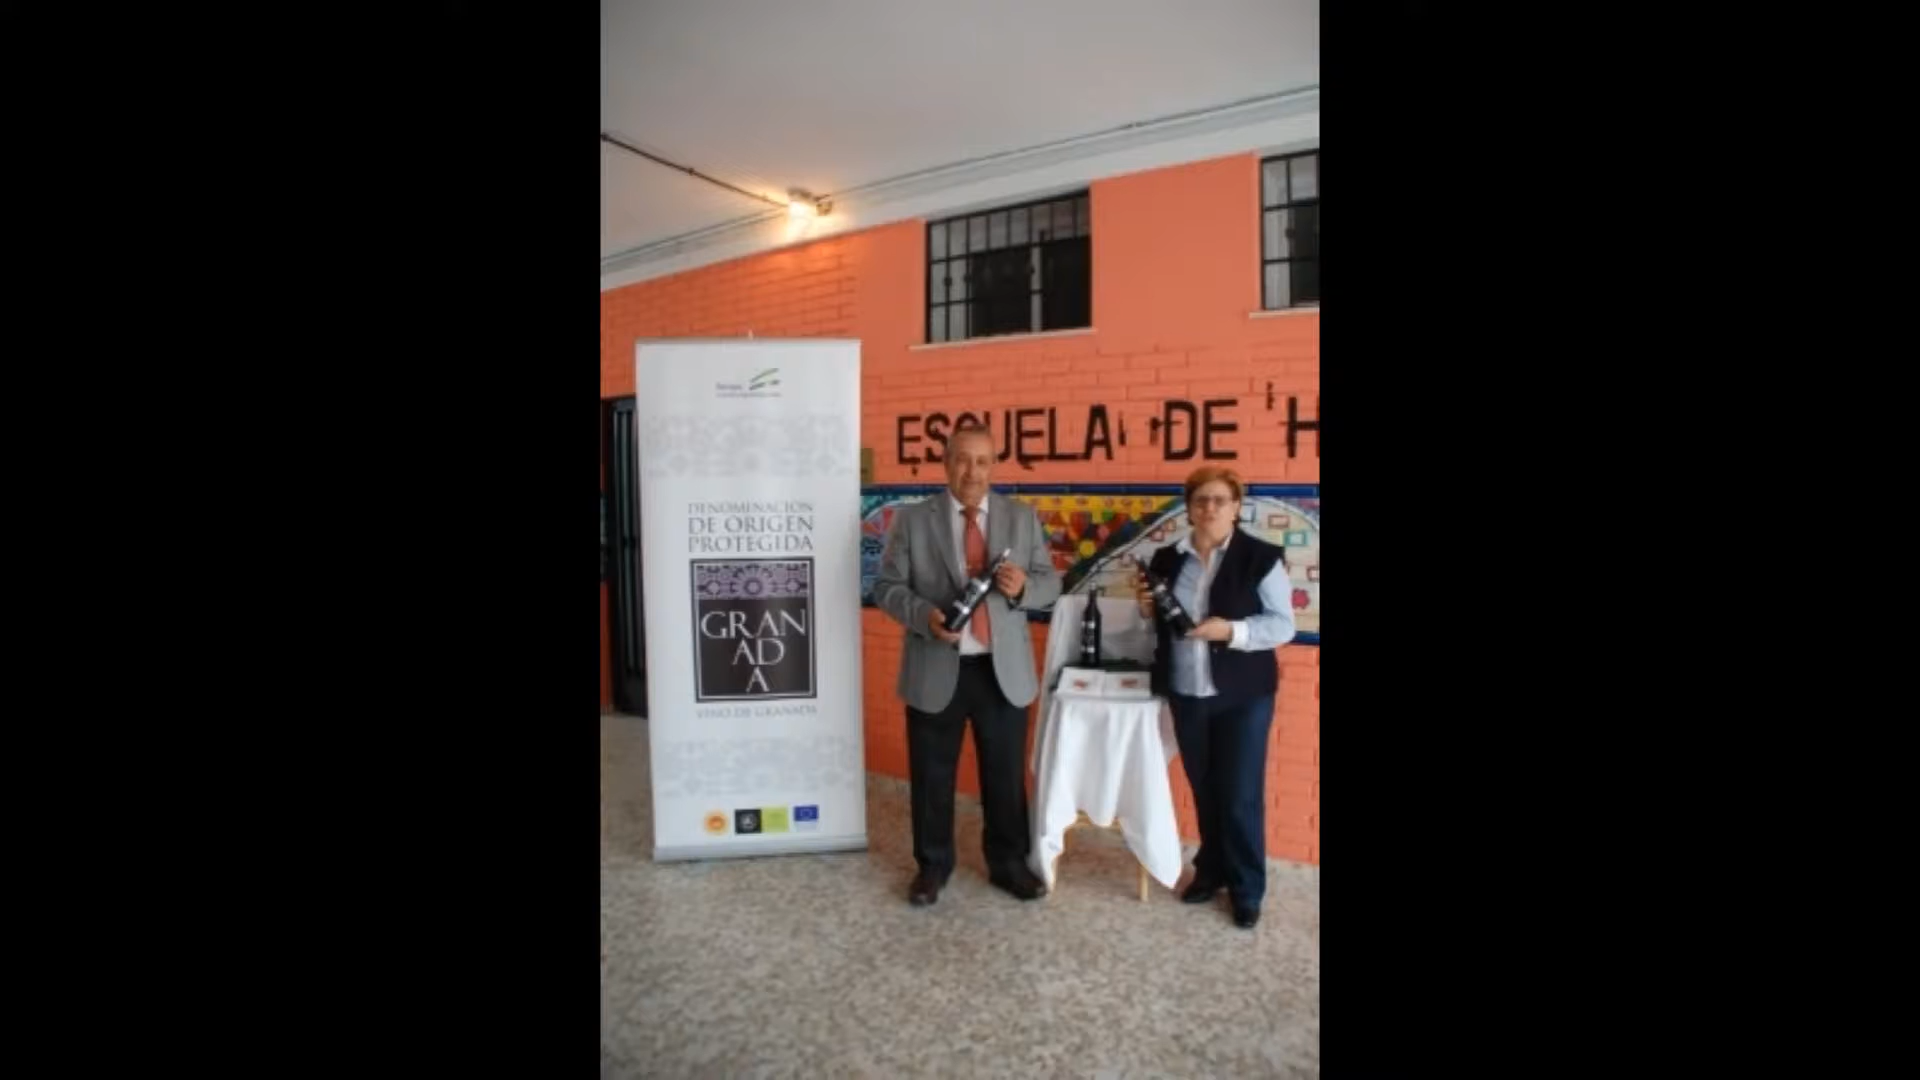 DENOMINACIÓN
DE ORIGEN
PROTEGIDA
GRAN
AD
A
VINO DE GRANADA
ESCUELA DE H